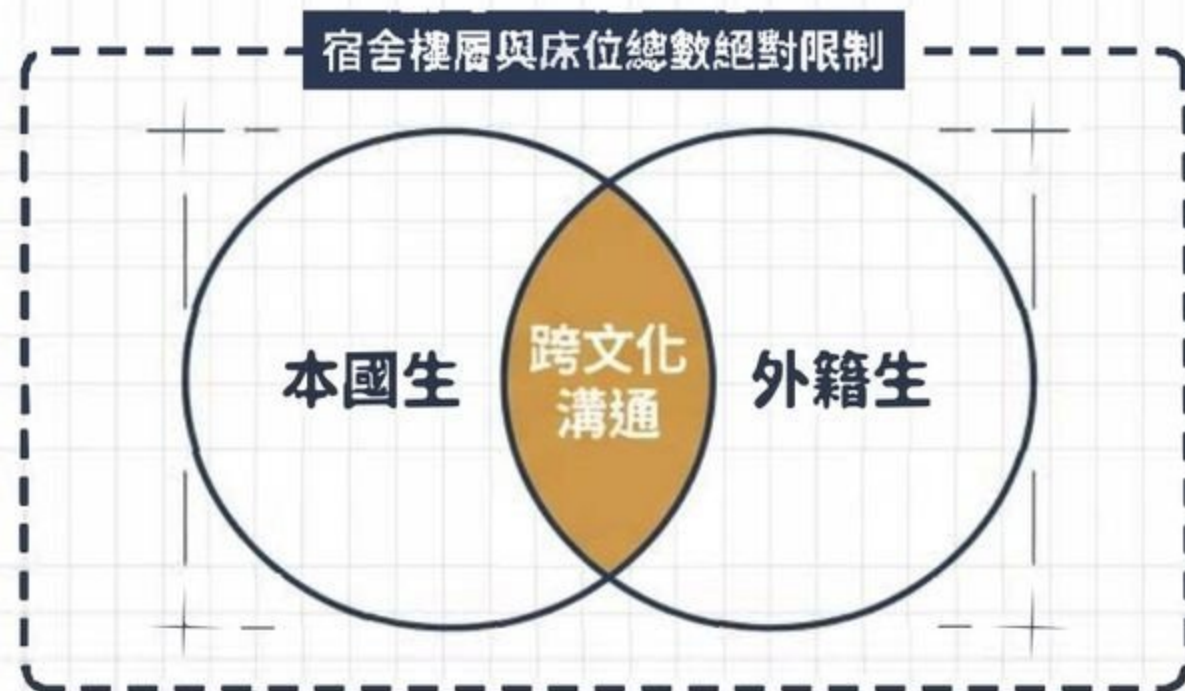 宿舍樓層與床位總數絕對限制
本國生
跨文化
溝通
外籍生